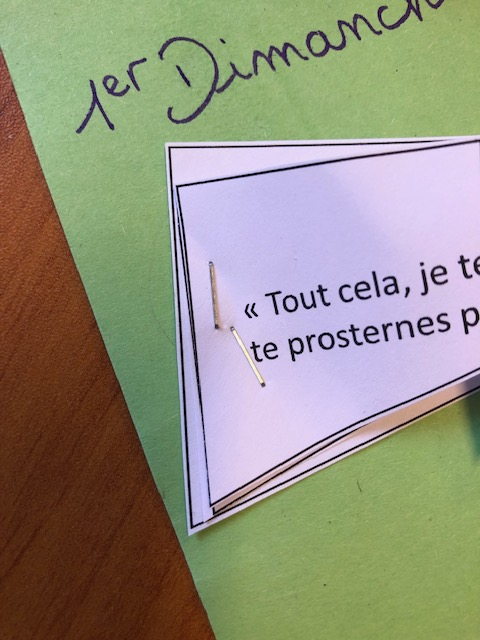 1er Dimanch
« Tout cela, je te
te prosternes p